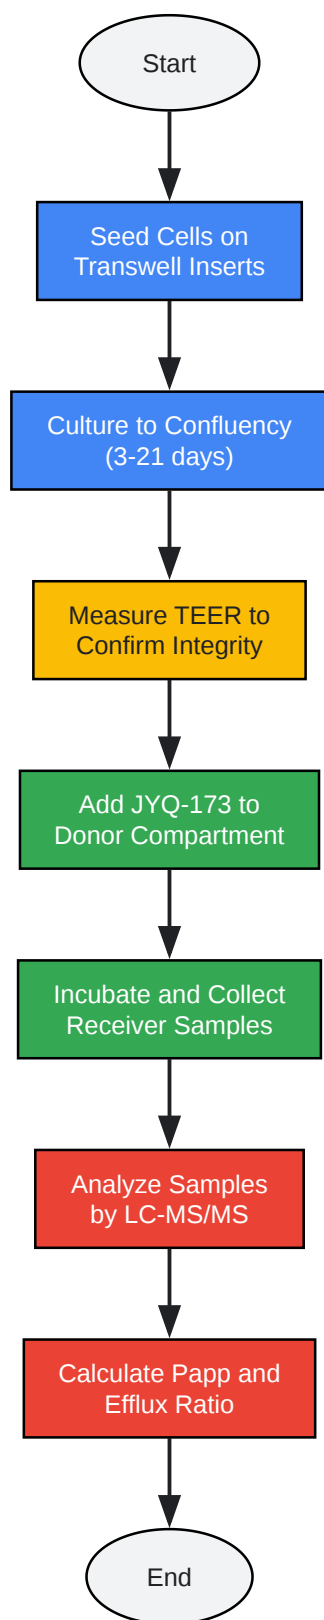 Start
Seed Cells on
Transwell Inserts
Culture to Confluency
(3-21 days)
Measure TEER to
Confirm Integrity
Add JYQ-173 to
Donor Compartment
Incubate and Collect
Receiver Samples
Analyze Samples
by LC-MS/MS
Calculate Papp and
Efflux Ratio
End